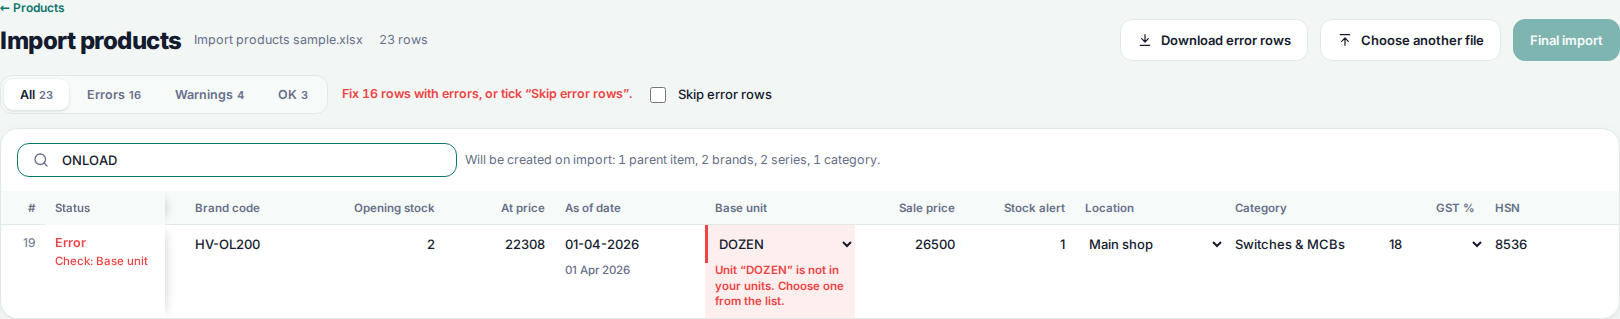 ← Products
Import products Import products sample.xlsx 23 rows Download error rows Choose another file Final import
All 23 Errors 16 Warnings 4 OK 3 Fix 16 rows with errors, or tick “Skip error rows”. Skip error rows
ONLOAD Will be created on import: 1 parent item, 2 brands, 2 series, 1 category.
# Status Brand code Opening stock At price As of date Base unit Sale price Stock alert Location Category GST % HSN
19 Error HV-OL200 2 22308 01-04-2026 DOZEN 26500 1 Main shop Switches & MCBs 18 8536
Check: Base unit 01 Apr 2026 Unit “DOZEN” is not in
your units. Choose one
from the list.